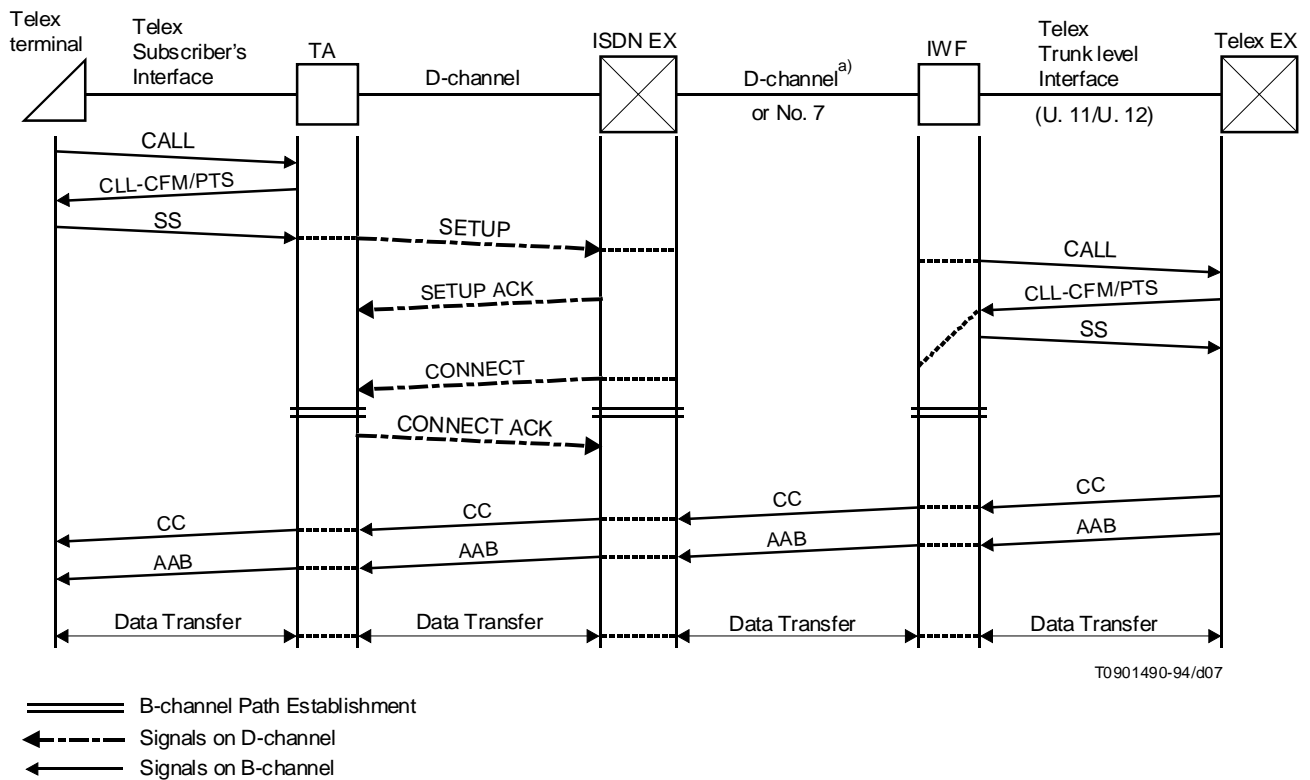 Telex
terminal
Telex
Subscriber's
Interface
TA
D-channel
ISDN EX
D-channel a)
or No. 7
IWF
Telex
Trunk level
Interface
(U. 11/U. 12)
Telex EX
CALL
CLL-CFM/PTS
SS
SETUP
CALL
SETUP ACK
CLL-CFM/PTS
SS
CONNECT
CONNECT ACK
CC
CC
CC
CC
AAB
AAB
AAB
AAB
Data Transfer
Data Transfer
Data Transfer
Data Transfer
T0901490-94/d07
B-channel Path Establishment
Signals on D-channel
Signals on B-channel